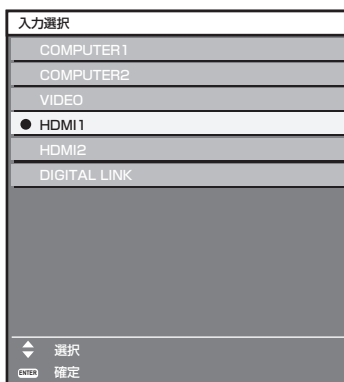 入力選択
COMPUTER1
COMPUTER2
VIDEO
HDMI1
HDMI2
DIGITAL LINK
選択
ENTER 確定